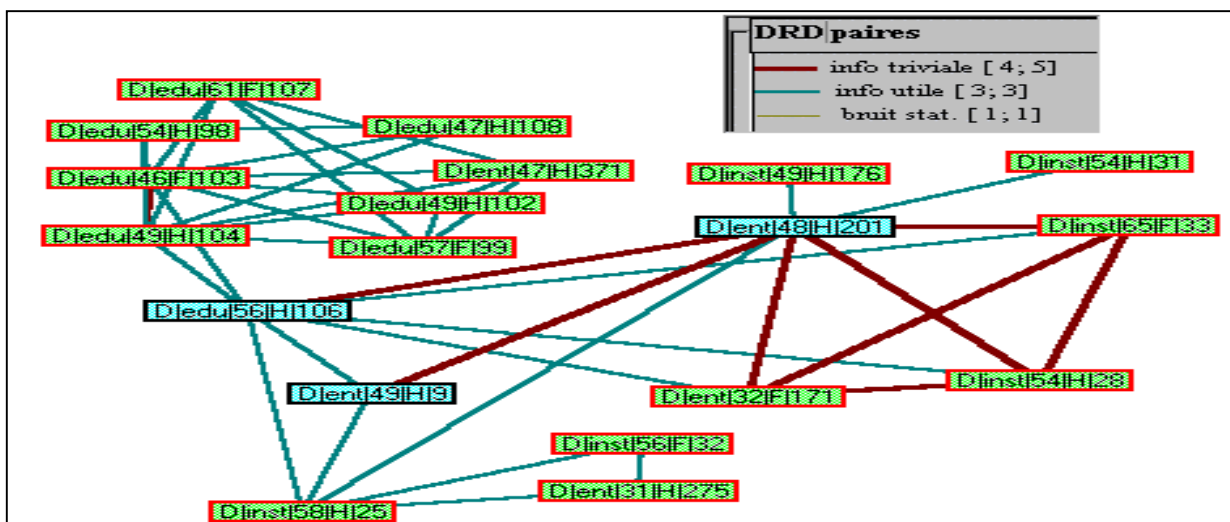 DRD paires
info triviale [ 4; 5]
info utile [ 3; 3]
bruit stat. [ 1; 1]
D|edu|61|F|107
D|edu|54|H|98
D|edu|47|H|108
D|edu|46|F|103
D|ent|47|H|371
D|edu|49|H|102
D|edu|49|H|104
D|edu|57|F|99
D|inst|49|H|176
D|inst|54|H|31
D|ent|48|H|201
D|inst|65|F|33
D|edu|56|H|106
D|ent|49|H|9
D|ent|32|F|171
D|inst|54|H|28
D|inst|56|F|32
D|ent|31|H|275
D|inst|58|H|25